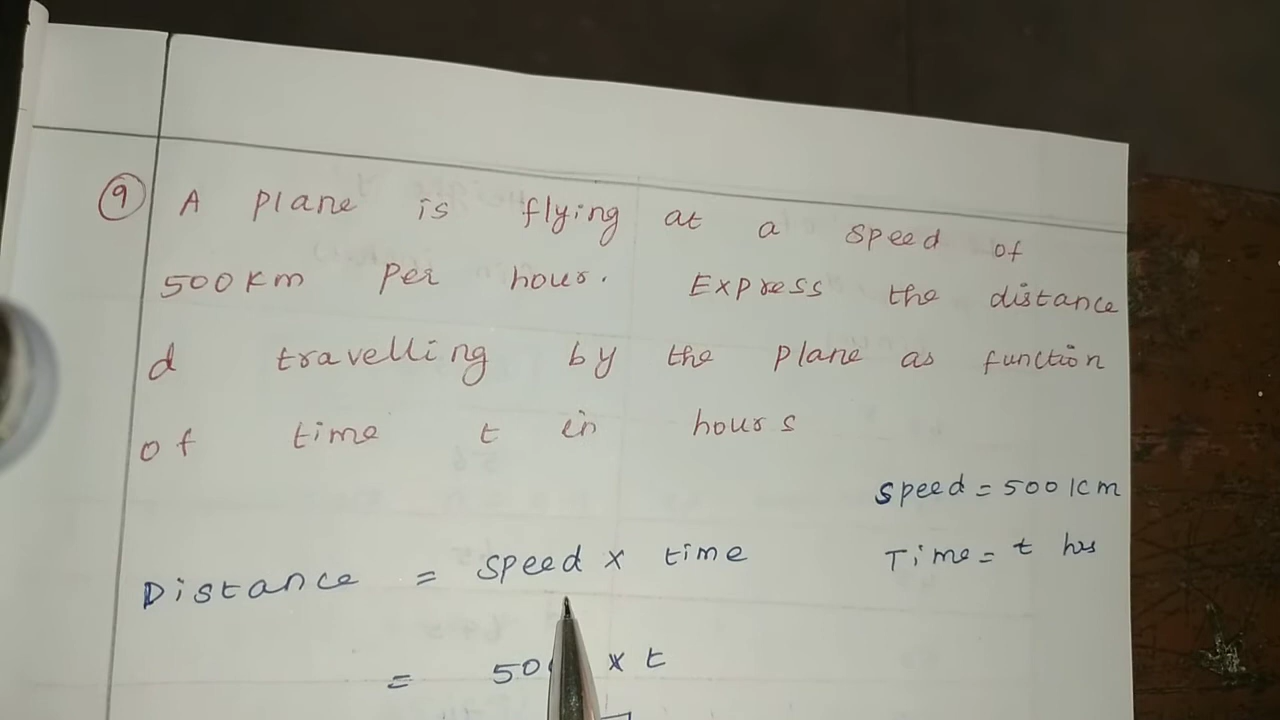 9 A plane is flying at a speed of
500 km per hour. Express the distance
d travelling by the plane as function
of time t in hours
Speed = 500 km
Time = t hrs
Distance = speed x time
= x t